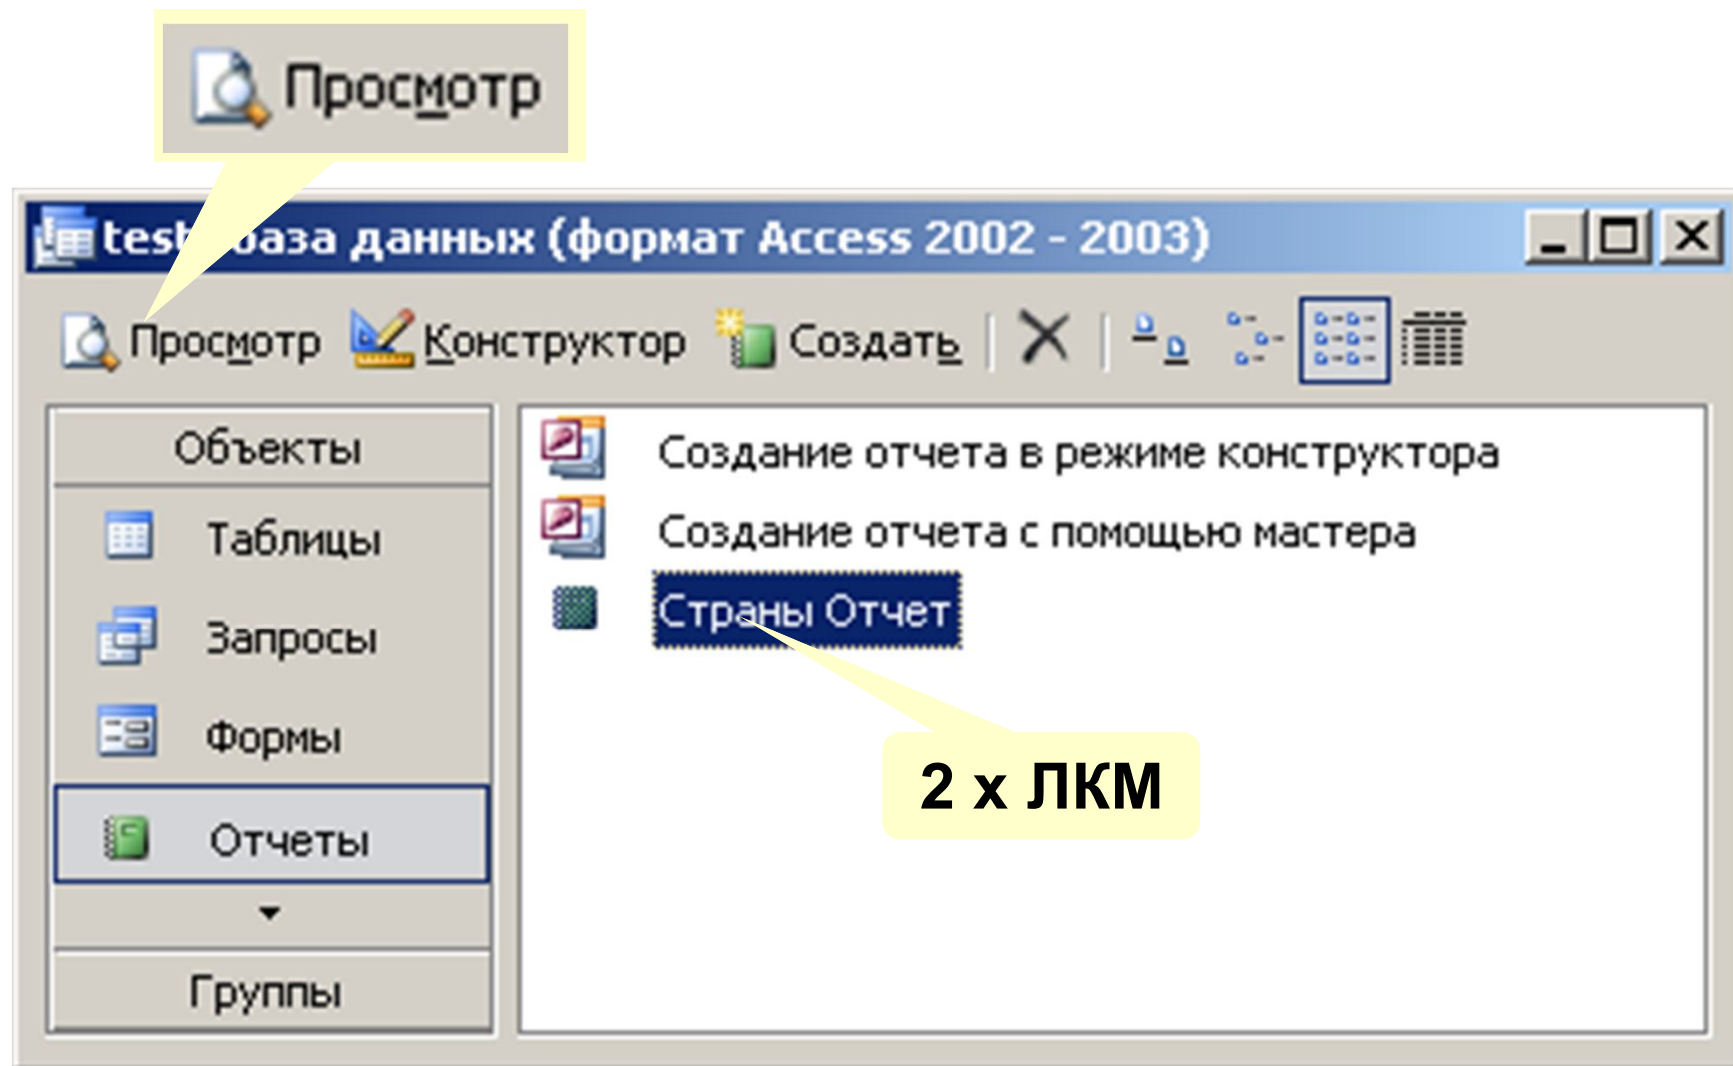 Просмотр
test: база данных (формат Access 2002 - 2003)
Просмотр Конструктор Создать
Объекты
Таблицы
Запросы
Формы
Отчеты
Группы
Создание отчета в режиме конструктора
Создание отчета с помощью мастера
Страны Отчет
2 x ЛКМ